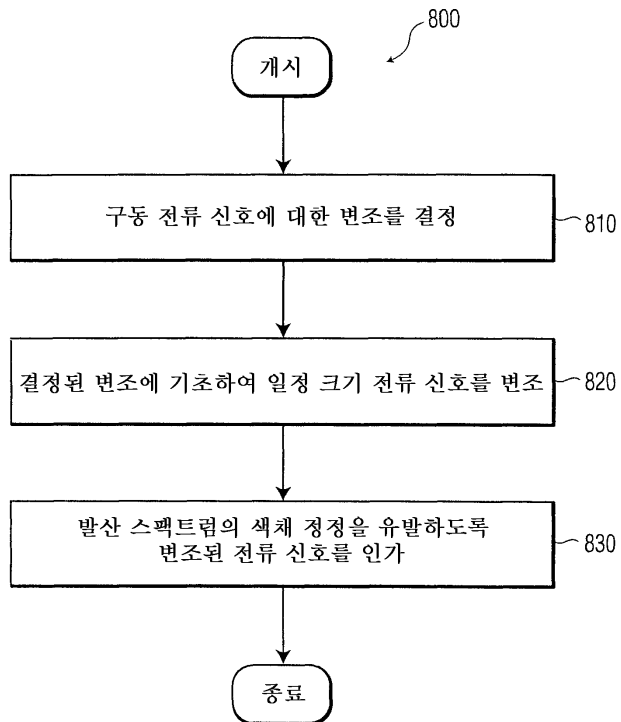 800
개시
구동 전류 신호에 대한 변조를 결정
810
결정된 변조에 기초하여 일정 크기 전류 신호를 변조
820
발산 스팩트럼의 색채 정정을 유발하도록
변조된 전류 신호를 인가
830
종료